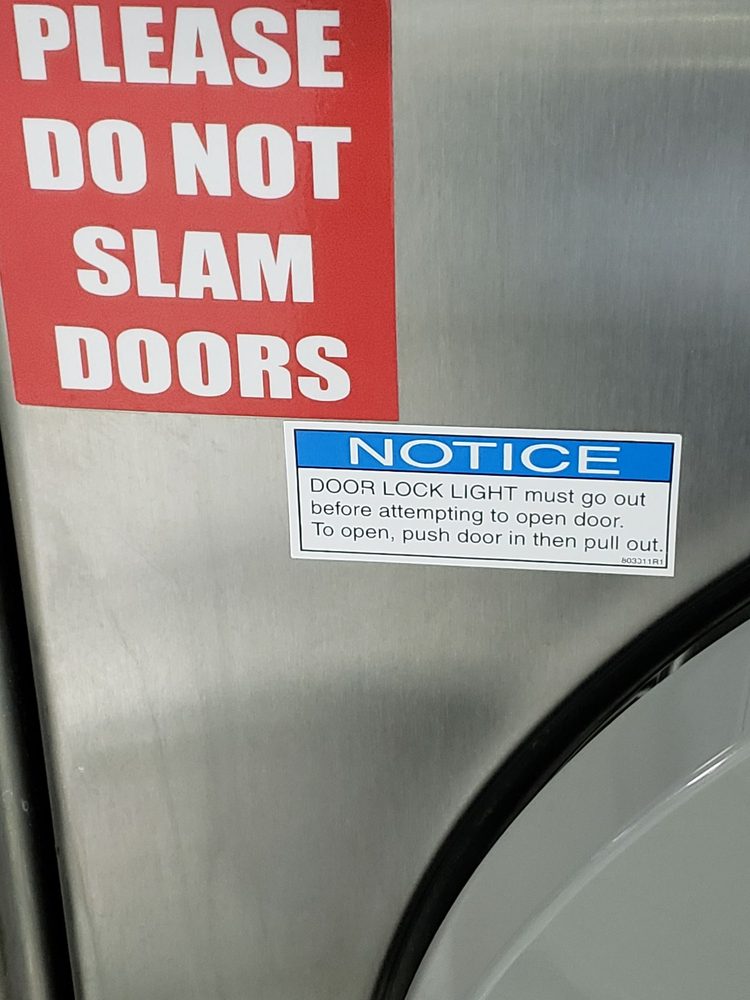 PLEASE
DO NOT
SLAM
DOORS
NOTICE
DOOR LOCK LIGHT must go out
before attempting to open door.
To open, push door in then pull out.
803311R1